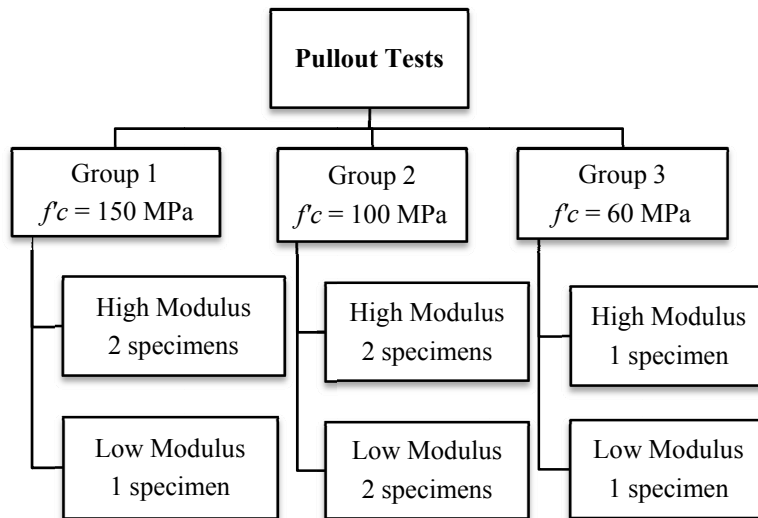 Pullout Tests
Group 1
f'c = 150 MPa
High Modulus
2 specimens
Low Modulus
1 specimen
Group 2
f'c = 100 MPa
High Modulus
2 specimens
Low Modulus
2 specimens
Group 3
f'c = 60 MPa
High Modulus
1 specimen
Low Modulus
1 specimen